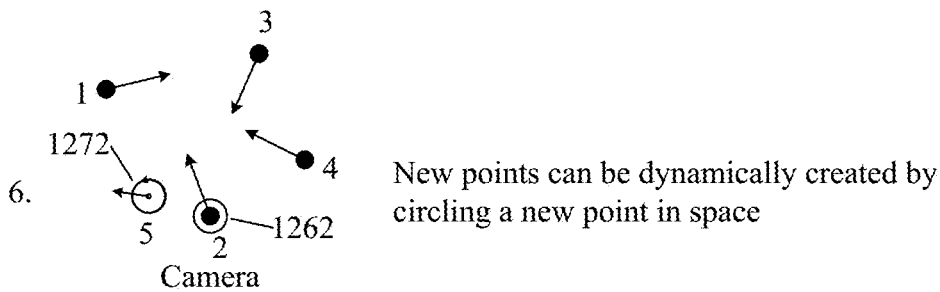 3
1
1272
4
6.
New points can be dynamically created by
circling a new point in space
5
2
1262
Camera